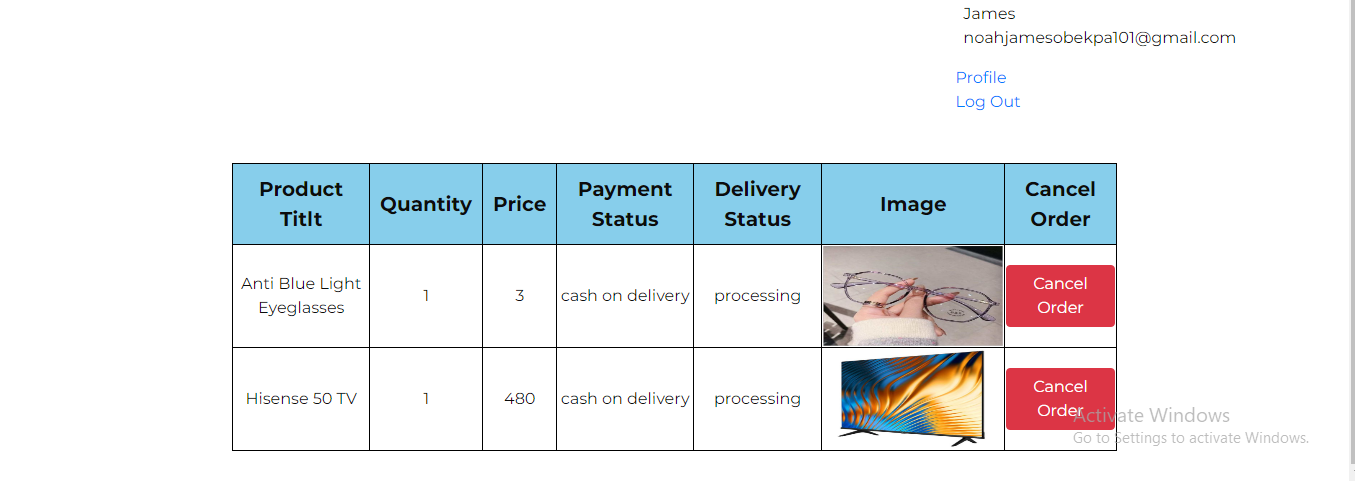 James
noahjamesobekpa101@gmail.com
Profile
Log Out
Product
Titlt
Quantity
Price
Payment
Status
Delivery
Status
Image
Cancel
Order
Anti Blue Light
Eyeglasses
1
3
cash on delivery
processing
Cancel
Order
Hisense 50 TV
1
480
cash on delivery
processing
Cancel
Order
Activate Windows
Go to Settings to activate Windows.